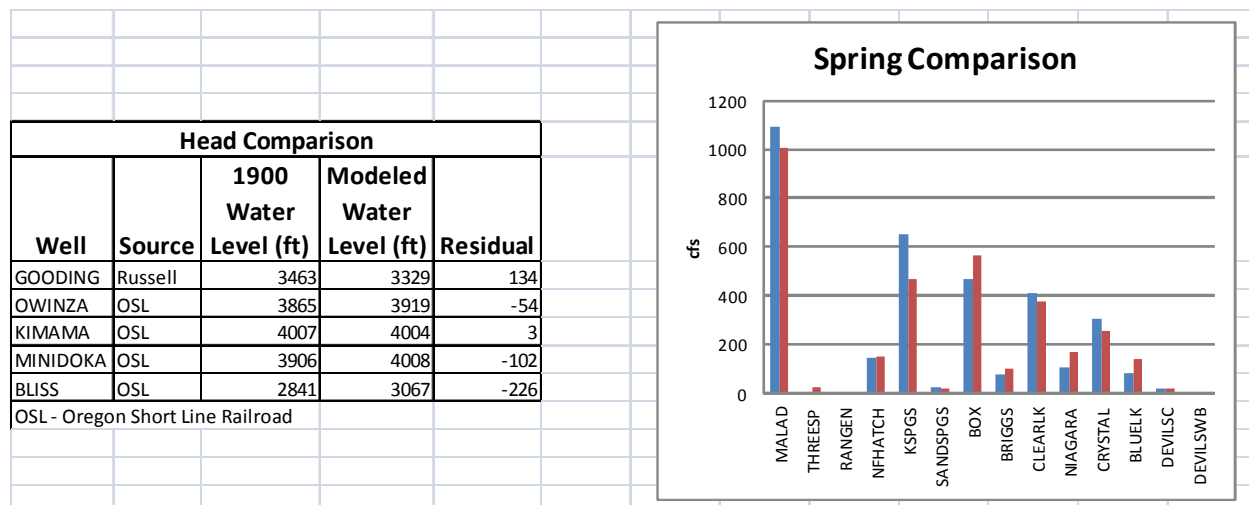 Head Comparison
Well Source 1900 Water Level (ft) Modeled Water Level (ft) Residual
GOODING Russell 3463 3329 134
OWINZA OSL 3865 3919 -54
KIMAMA OSL 4007 4004 3
MINIDOKA OSL 3906 4008 -102
BLISS OSL 2841 3067 -226
OSL - Oregon Short Line Railroad
Spring Comparison
cfs
1200
1000
800
600
400
200
0
MALAD
THREESP
RANGEN
NFHATCH
KSPGS
SANDSPGS
BOX
BRIGGS
CLEARLK
NIAGARA
CRYSTAL
BLUELK
DEVILSC
DEVILSWB